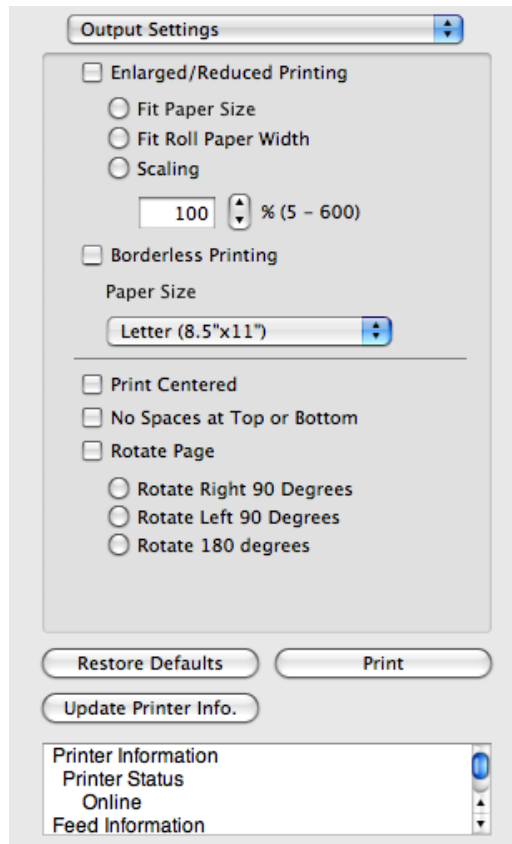 Output Settings
Enlarged/Reduced Printing
Fit Paper Size
Fit Roll Paper Width
Scaling
100 % (5 - 600)
Borderless Printing
Paper Size
Letter (8.5"x11")
Print Centered
No Spaces at Top or Bottom
Rotate Page
Rotate Right 90 Degrees
Rotate Left 90 Degrees
Rotate 180 degrees
Restore Defaults Print
Update Printer Info.
Printer Information
Printer Status
Online
Feed Information